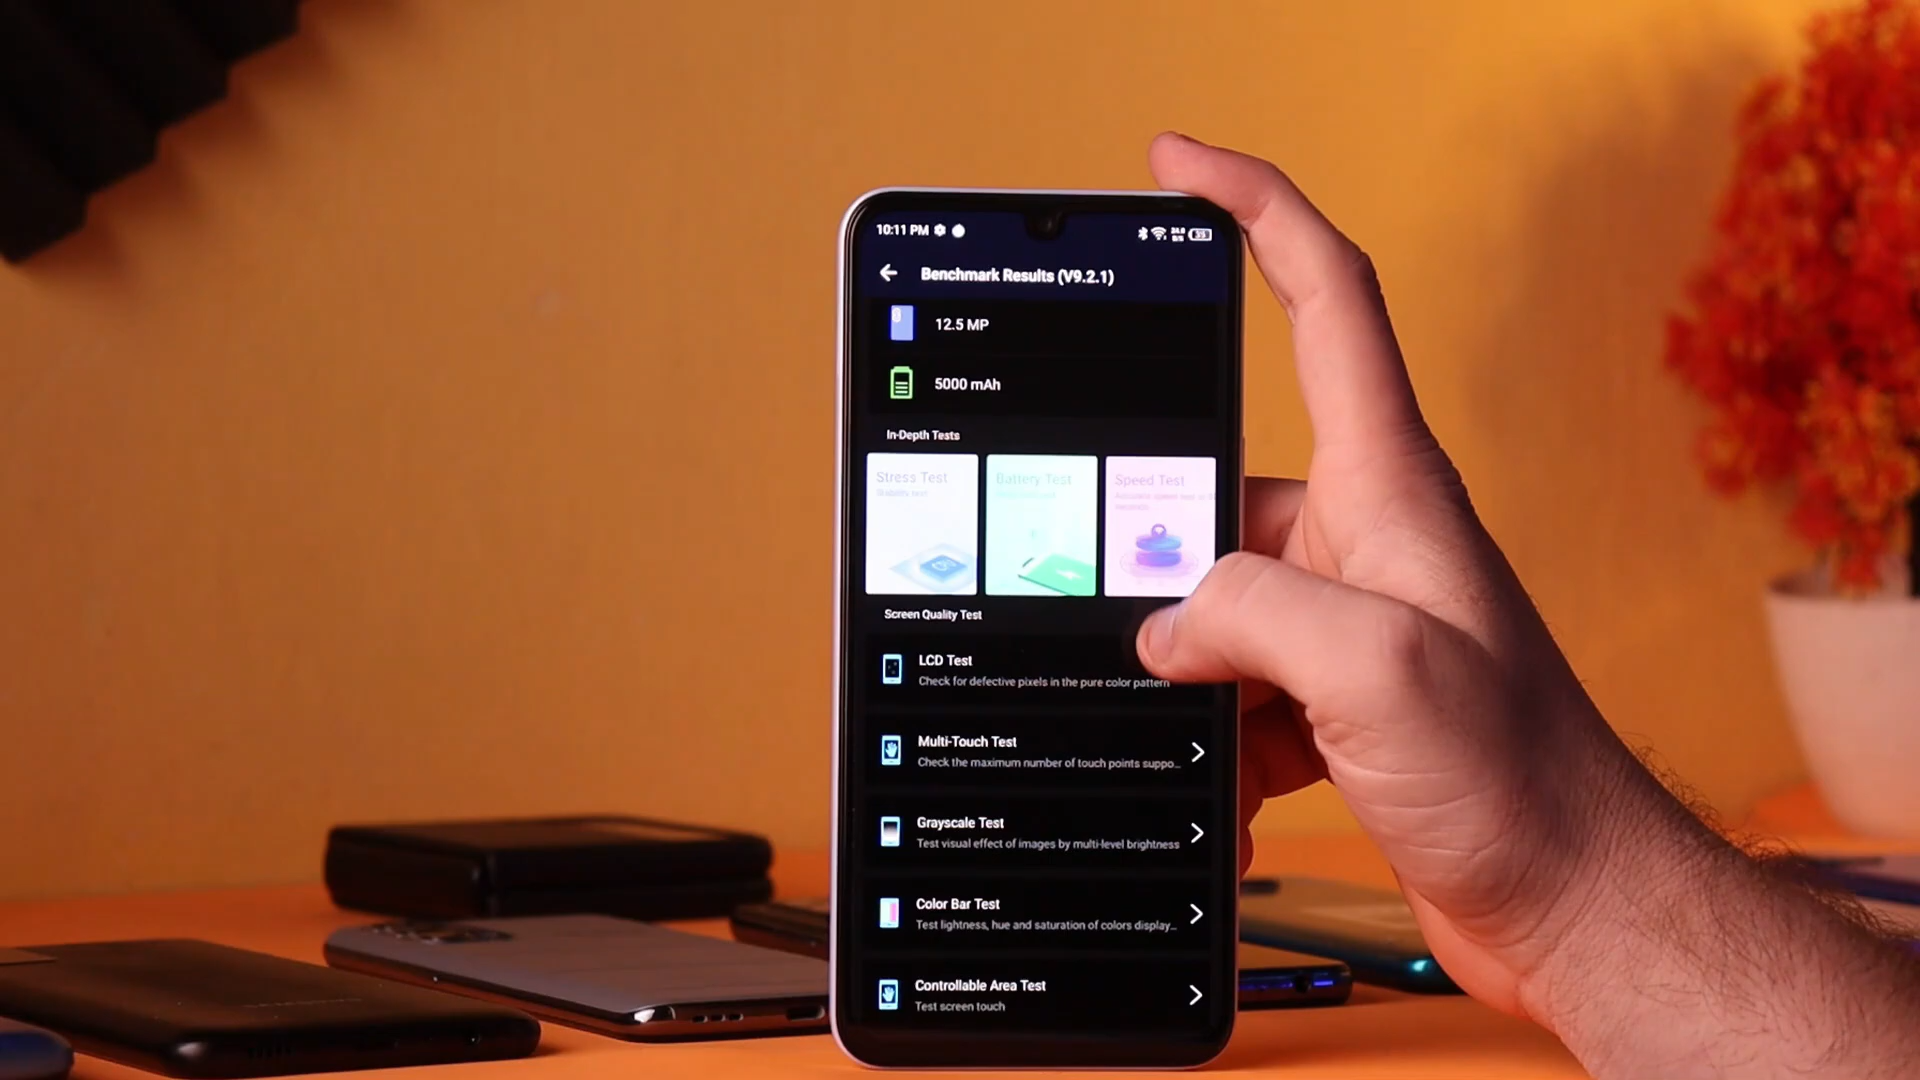 10:11 PM
Benchmark Results (V9.2.1)
12.5 MP
5000 mAh
In-Depth Tests
Stress Test
Stability test
Battery Test
Speed Test
Screen Quality Test
LCD Test
Check for defective pixels in the pure color pattern
Multi-Touch Test
Check the maximum number of touch points suppo...
Grayscale Test
Test visual effect of images by multi-level brightness
Color Bar Test
Test lightness, hue and saturation of colors display...
Controllable Area Test
Test screen touch